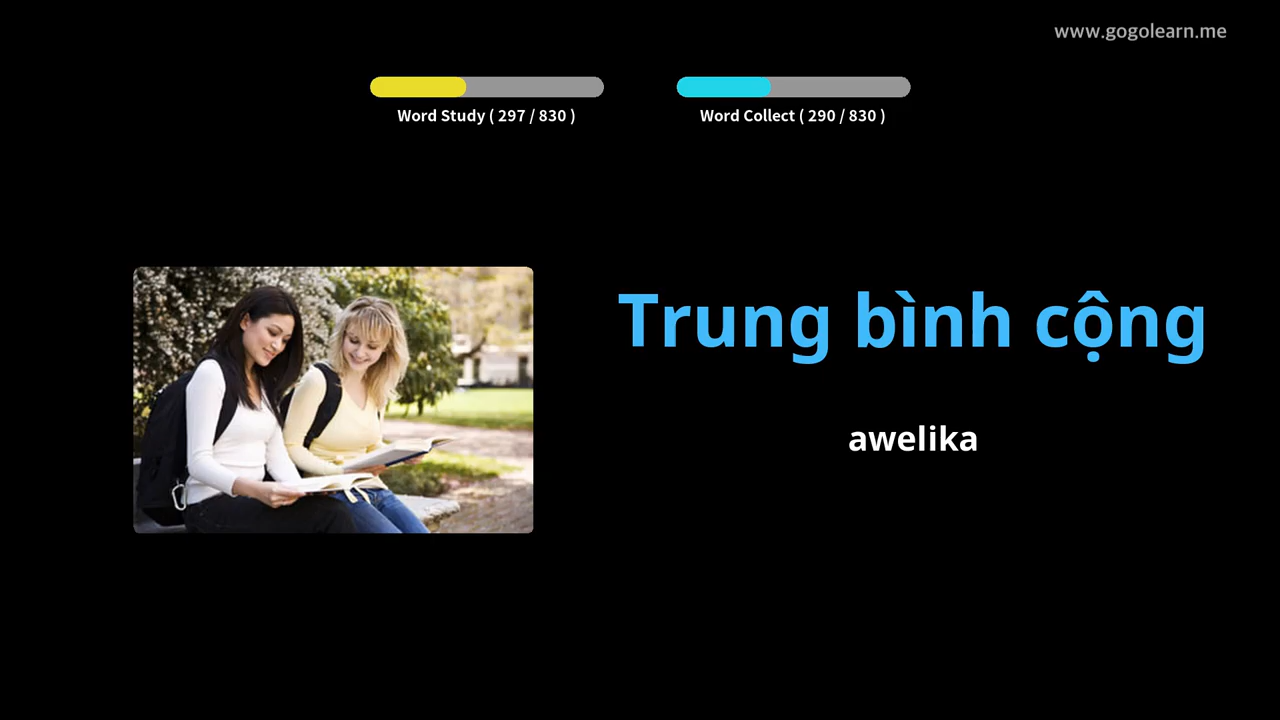 www.gogolearn.me
Word Study ( 297 / 830 )
Word Collect ( 290 / 830 )
Trung bình cộng
awelika